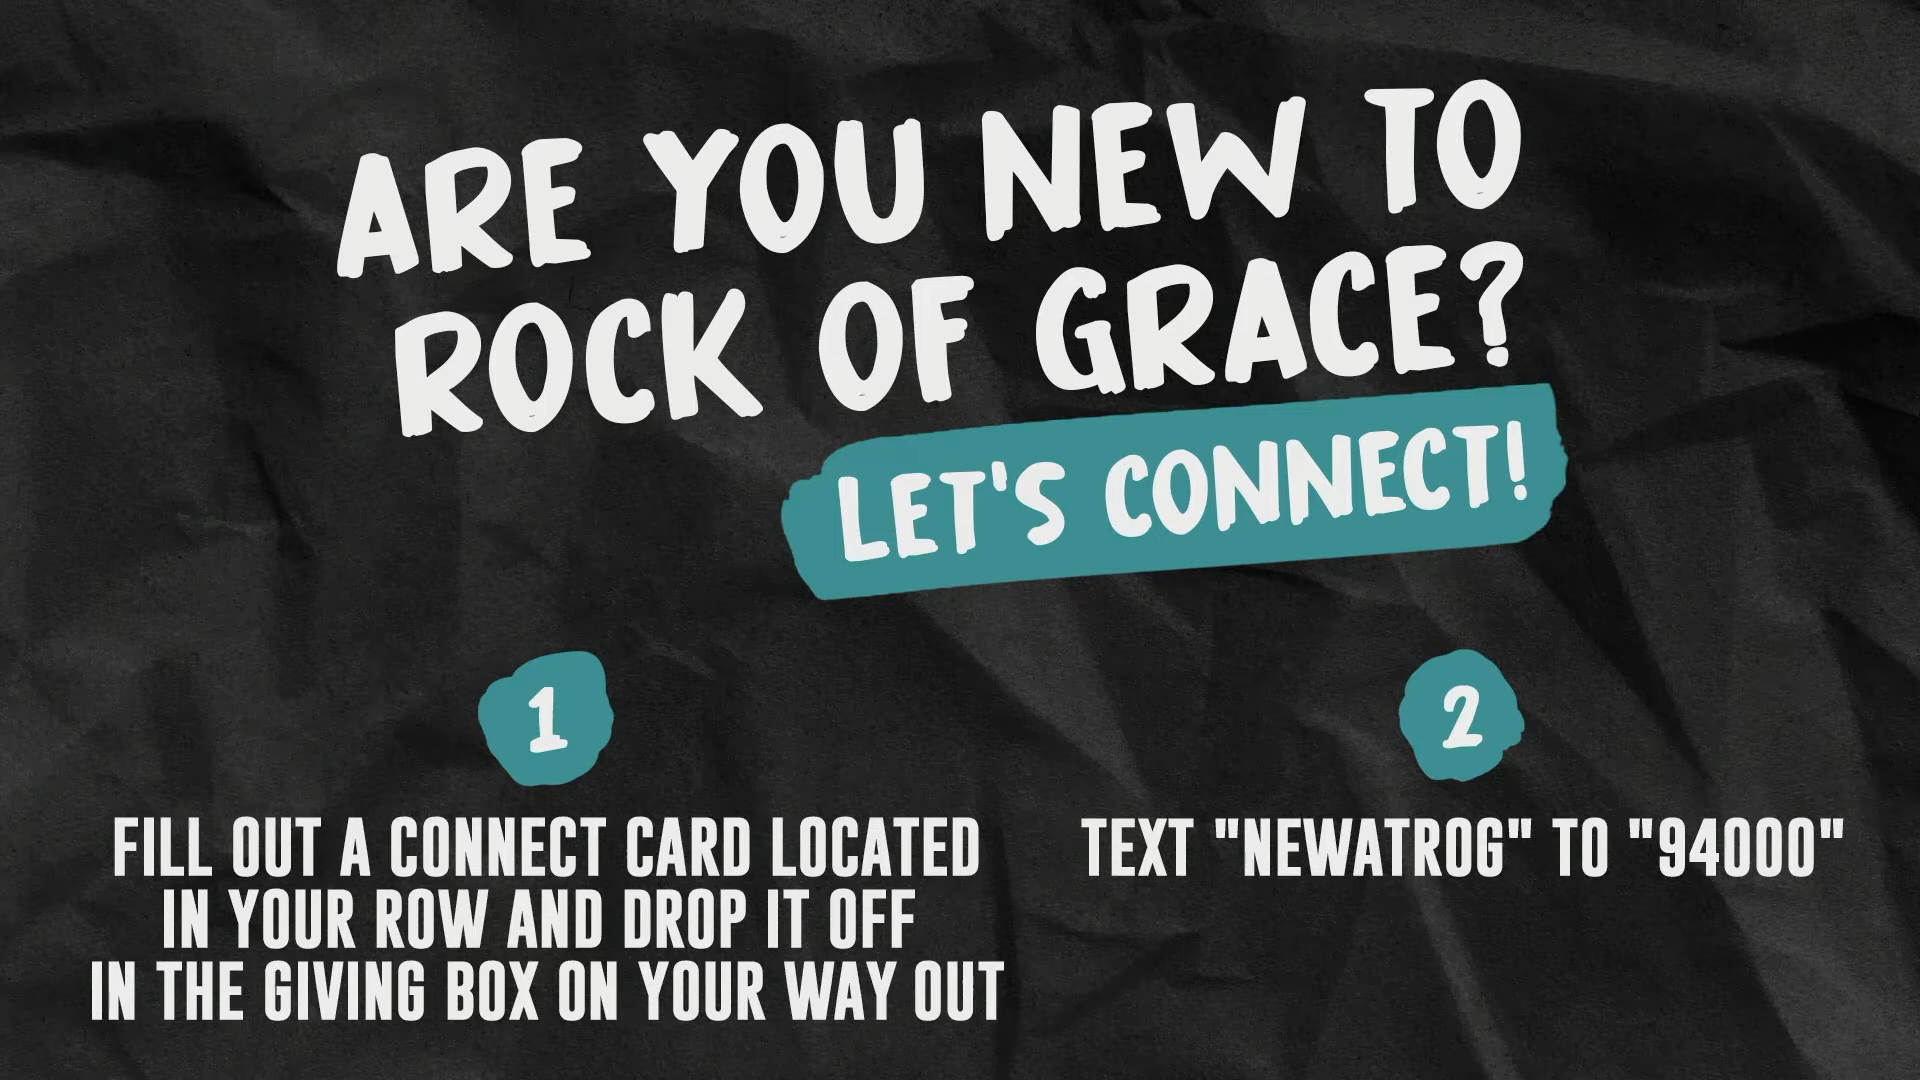 ARE YOU NEW TO
ROCK OF GRACE?
LET'S CONNECT!
1
FILL OUT A CONNECT CARD LOCATED
IN YOUR ROW AND DROP IT OFF
IN THE GIVING BOX ON YOUR WAY OUT
2
TEXT "NEWATROG" TO "94000"